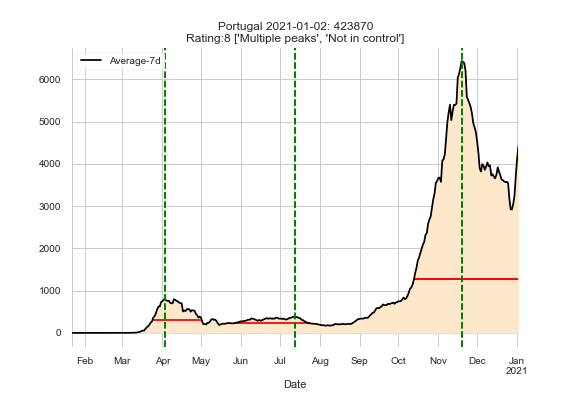 Portugal 2021-01-02: 423870
Rating:8 ['Multiple peaks', 'Not in control']
Average-7d
6000
5000
4000
3000
2000
1000
0
Feb Mar Apr May Jun Jul Aug Sep Oct Nov Dec Jan
2021
Date